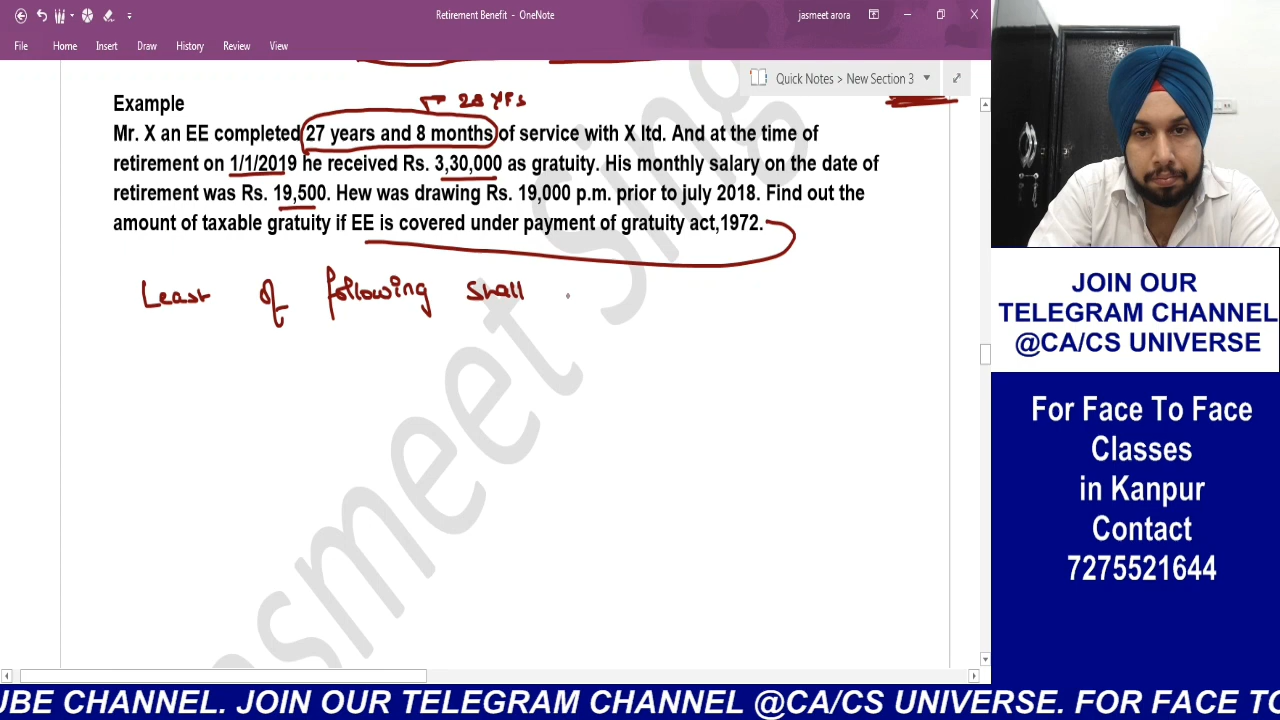 Retirement Benefit - OneNote
jasmeet arora
File Home Insert Draw History Review View
Quick Notes > New Section 3
Example
28 yrs
Mr. X an EE completed 27 years and 8 months of service with X ltd. And at the time of
retirement on 1/1/2019 he received Rs. 3,30,000 as gratuity. His monthly salary on the date of
retirement was Rs. 19,500. Hew was drawing Rs. 19,000 p.m. prior to july 2018. Find out the
amount of taxable gratuity if EE is covered under payment of gratuity act,1972.
Least of following shall
Jasmeet Sing
JOIN OUR
TELEGRAM CHANNEL
@CA/CS UNIVERSE
For Face To Face
Classes
in Kanpur
Contact
7275521644
UBE CHANNEL. JOIN OUR TELEGRAM CHANNEL @CA/CS UNIVERSE. FOR FACE TO